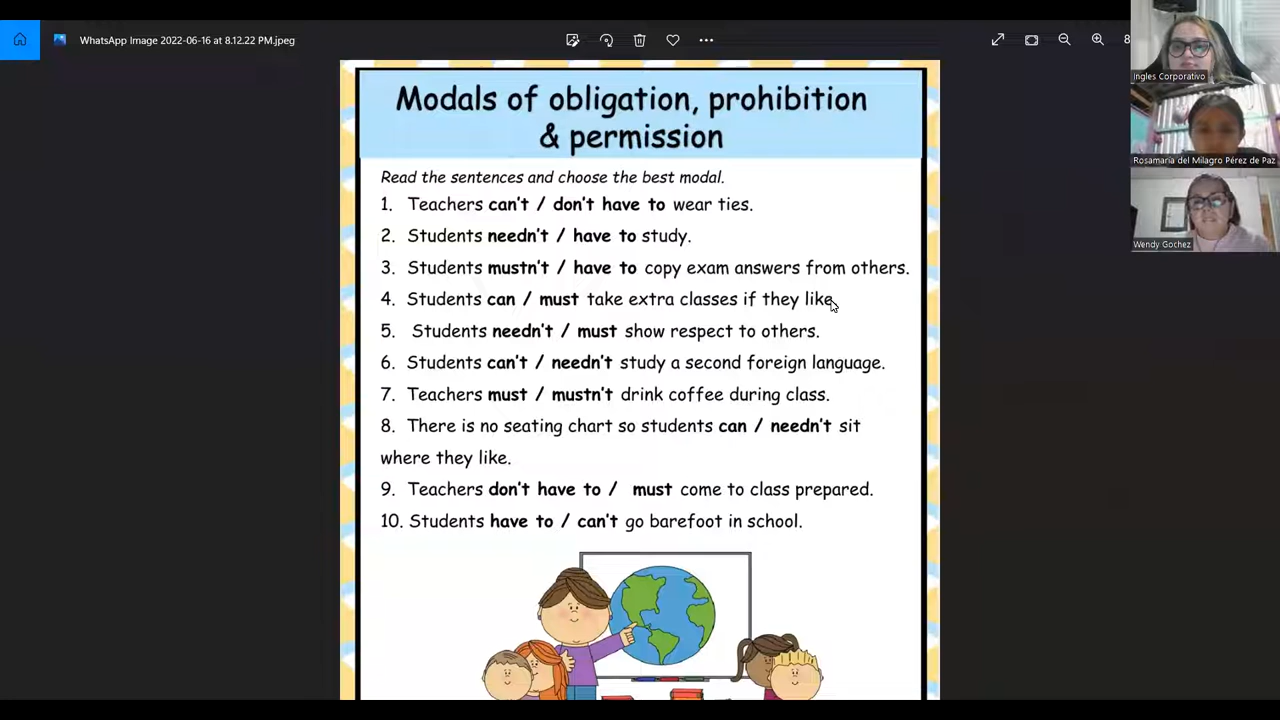 WhatsApp Image 2022-06-16 at 8.12.22 PM.jpeg
8
Ingles Corporativo
Rosamaria del Milagro Pérez de Paz
Wendy Gochez
Modals of obligation, prohibition
& permission
Read the sentences and choose the best modal.
1. Teachers can't / don't have to wear ties.
2. Students needn't / have to study.
3. Students mustn't / have to copy exam answers from others.
4. Students can / must take extra classes if they like.
5. Students needn't / must show respect to others.
6. Students can't / needn't study a second foreign language.
7. Teachers must / mustn't drink coffee during class.
8. There is no seating chart so students can / needn't sit
where they like.
9. Teachers don't have to / must come to class prepared.
10. Students have to / can't go barefoot in school.